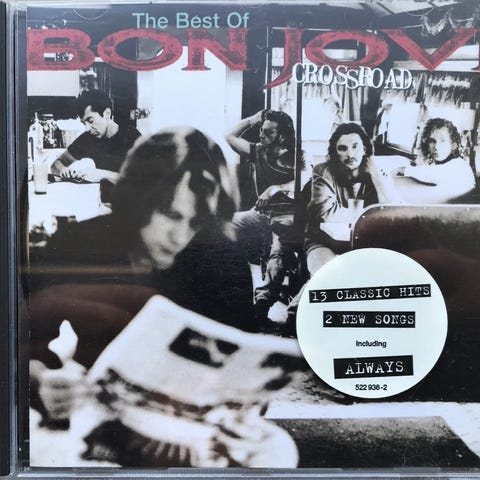 The Best Of
BON JOVI
CROSSROAD
13 CLASSIC HITS
2 NEW SONGS
Including
ALWAYS
522 936-2